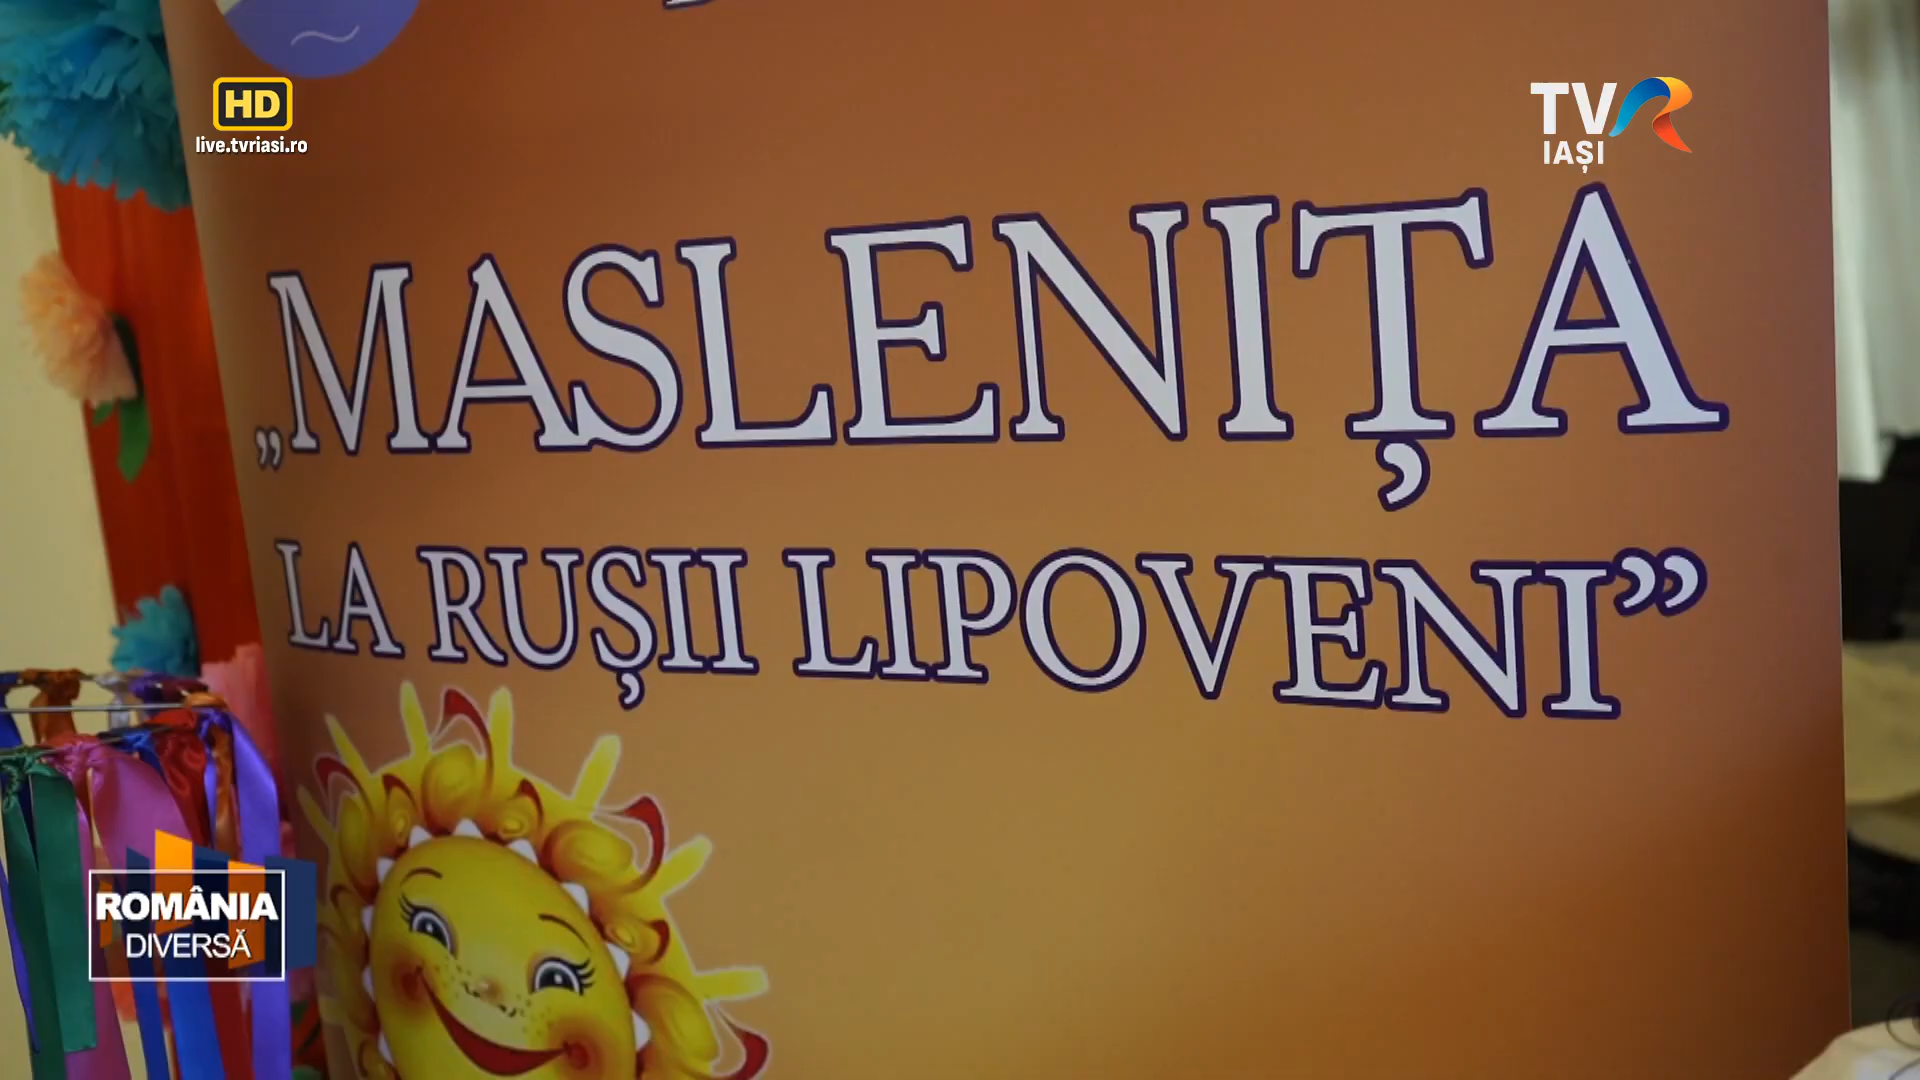 HD
live.tvriasi.ro
TVR
IAȘI
„MASLENIȚA
LA RUȘII LIPOVENI”
ROMÂNIA
DIVERSĂ